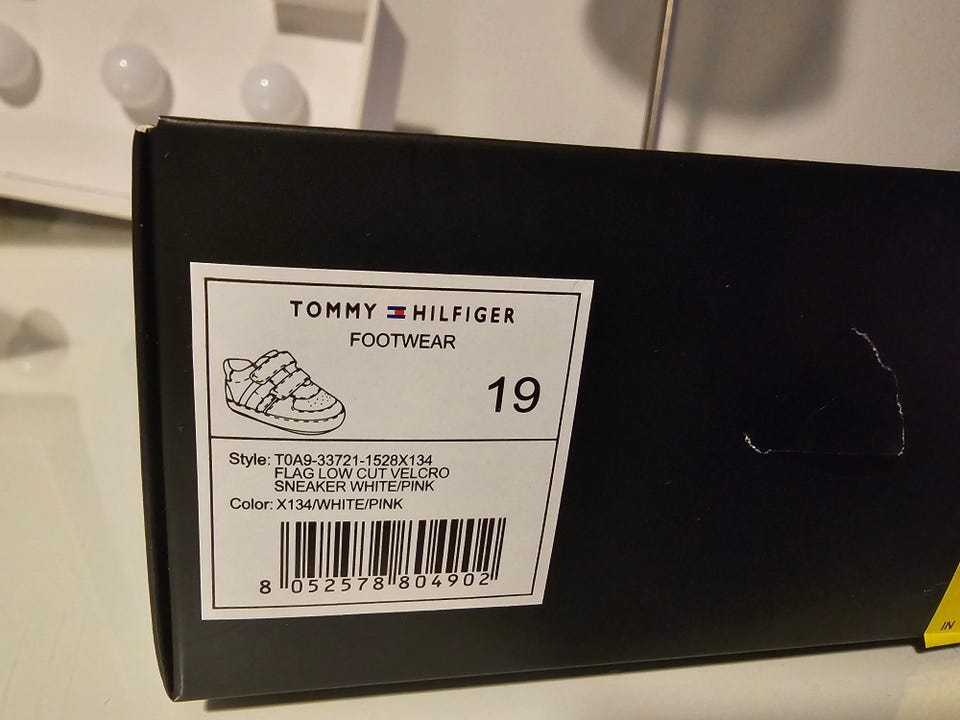 TOMMY HILFIGER
FOOTWEAR
19
Style: T0A9-33721-1528X134
FLAG LOW CUT VELCRO
SNEAKER WHITE/PINK
Color: X134/WHITE/PINK
8 052578 804902
IN